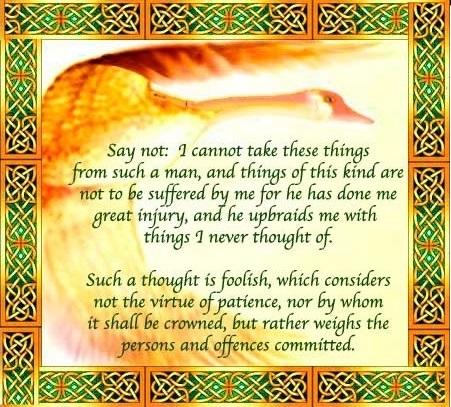 Say not: I cannot take these things
from such a man, and things of this kind are
not to be suffered by me for he has done me
great injury, and he upbraids me with
things I never thought of.
Such a thought is foolish, which considers
not the virtue of patience, nor by whom
it shall be crowned, but rather weighs the
persons and offences committed.